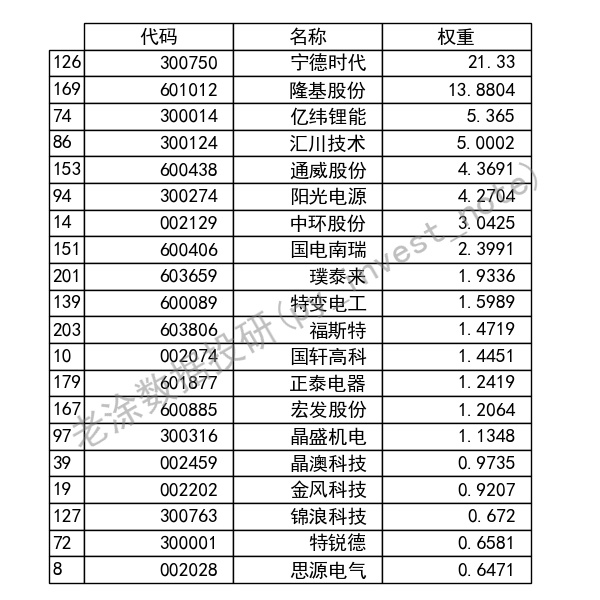 代码 名称 权重
126 300750 宁德时代 21.33
169 601012 隆基股份 13.8804
74 300014 亿纬锂能 5.365
86 300124 汇川技术 5.0002
153 600438 通威股份 4.3691
94 300274 阳光电源 4.2704
14 002129 中环股份 3.0425
151 600406 国电南瑞 2.3991
201 603659 璞泰来 1.9336
139 600089 特变电工 1.5989
203 603806 福斯特 1.4719
10 002074 国轩高科 1.4451
179 601877 正泰电器 1.2419
167 600885 宏发股份 1.2064
97 300316 晶盛机电 1.1348
39 002459 晶澳科技 0.9735
19 002202 金风科技 0.9207
127 300763 锦浪科技 0.672
72 300001 特锐德 0.6581
8 002028 思源电气 0.6471
老涂数据投研(py_invest_note)